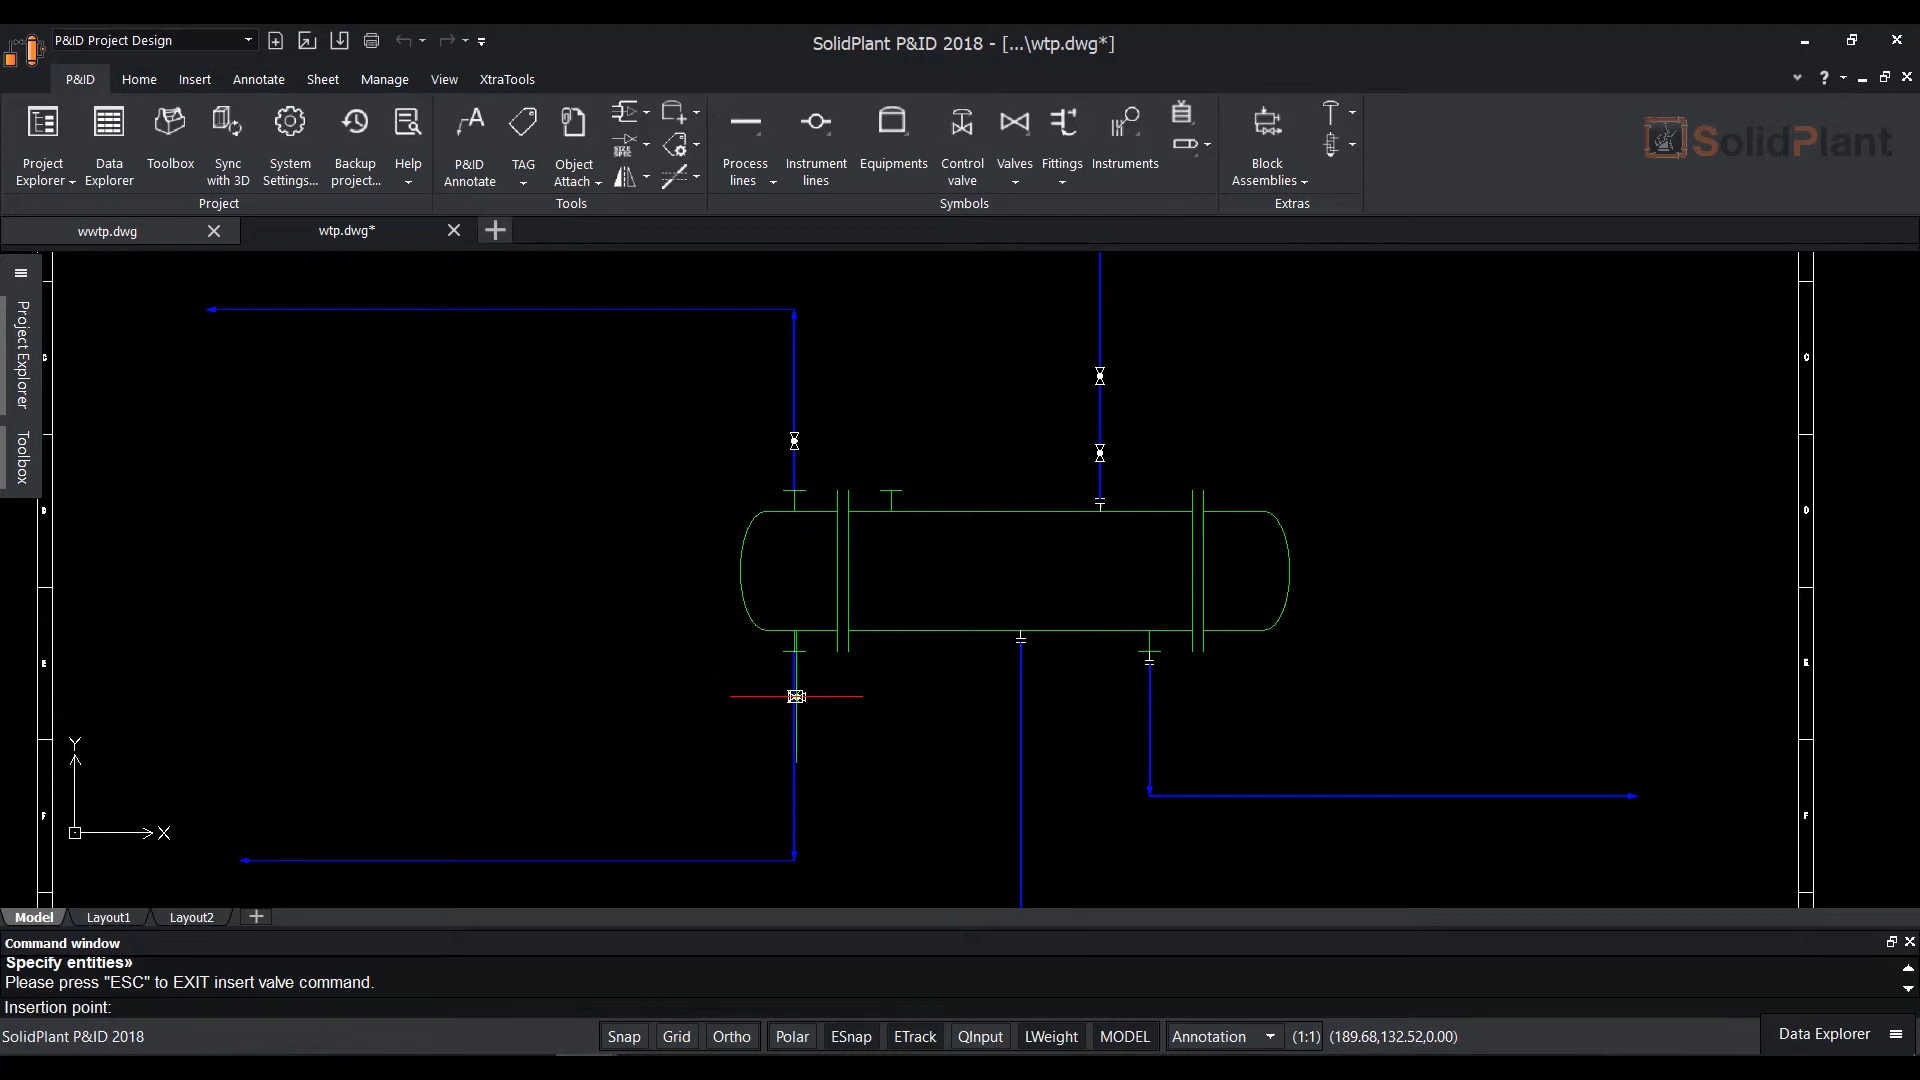 P&ID Project Design
SolidPlant P&ID 2018 - [...\wtp.dwg*]
P&ID Home Insert Annotate Sheet Manage View XtraTools
Project Explorer
Data Explorer
Toolbox
Sync with 3D
System Settings...
Backup project...
Help
P&ID Annotate
TAG
Object Attach
Process lines
Instrument lines
Equipments
Control valve
Valves
Fittings
Instruments
Block Assemblies
Project Tools Symbols Extras
SolidPlant
wwtp.dwg wtp.dwg*
Project Explorer
Toolbox
C
D
D
E
E
F
F
Y
X
Model Layout1 Layout2
Command window
Specify entities»
Please press "ESC" to EXIT insert valve command.
Insertion point:
SolidPlant P&ID 2018 Snap Grid Ortho Polar ESnap ETrack QInput LWeight MODEL Annotation (1:1) (189.68,132.52,0.00) Data Explorer